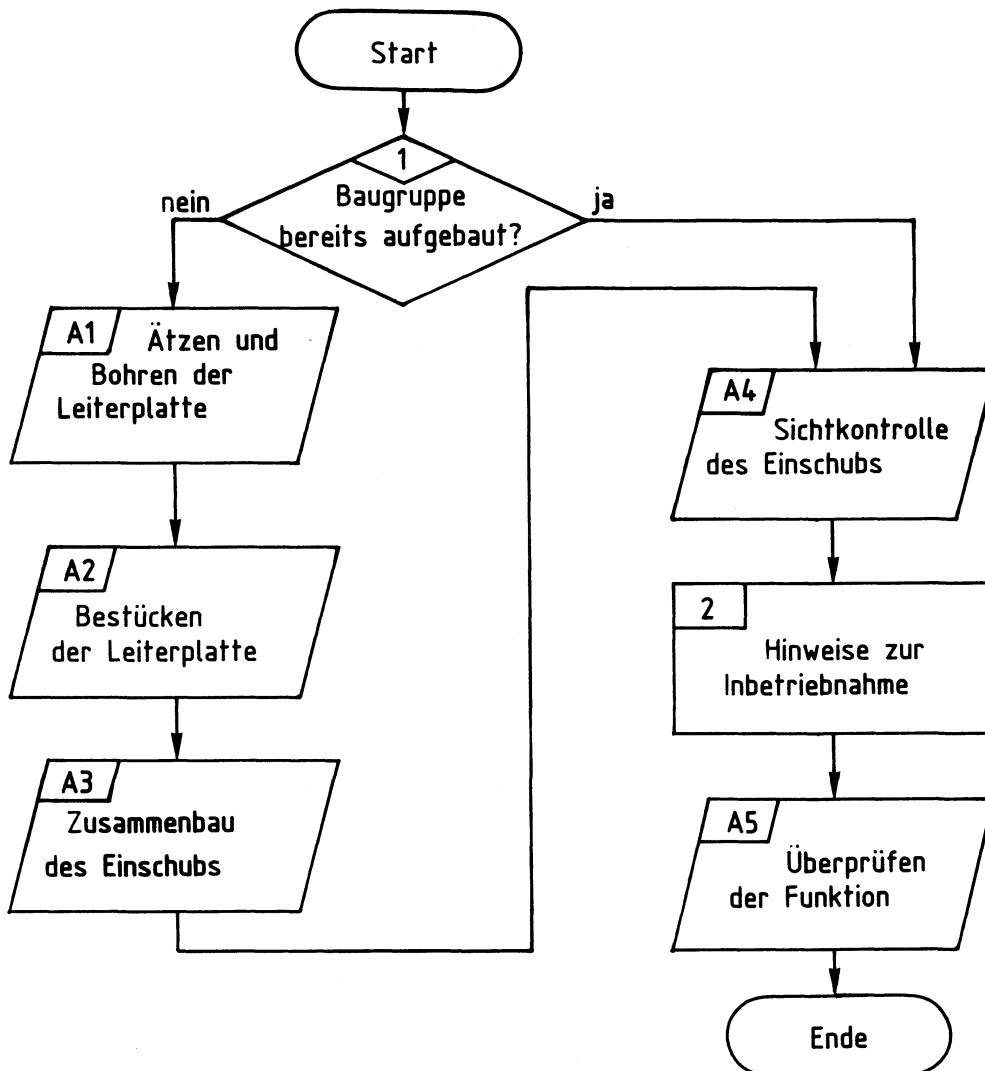 Start
1
Baugruppe
bereits aufgebaut?
nein
ja
A1
Ätzen und
Bohren der
Leiterplatte
A2
Bestücken
der Leiterplatte
A3
Zusammenbau
des Einschubs
A4
Sichtkontrolle
des Einschubs
2
Hinweise zur
Inbetriebnahme
A5
Überprüfen
der Funktion
Ende